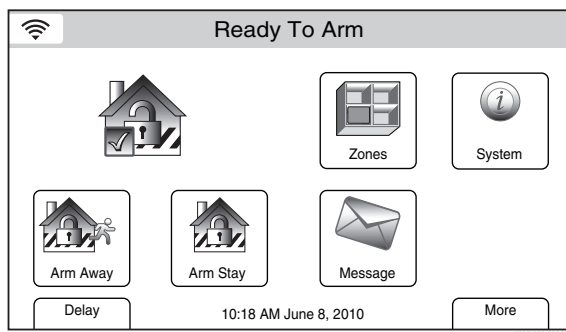 Ready To Arm
Zones
System
Arm Away
Arm Stay
Message
Delay
10:18 AM June 8, 2010
More